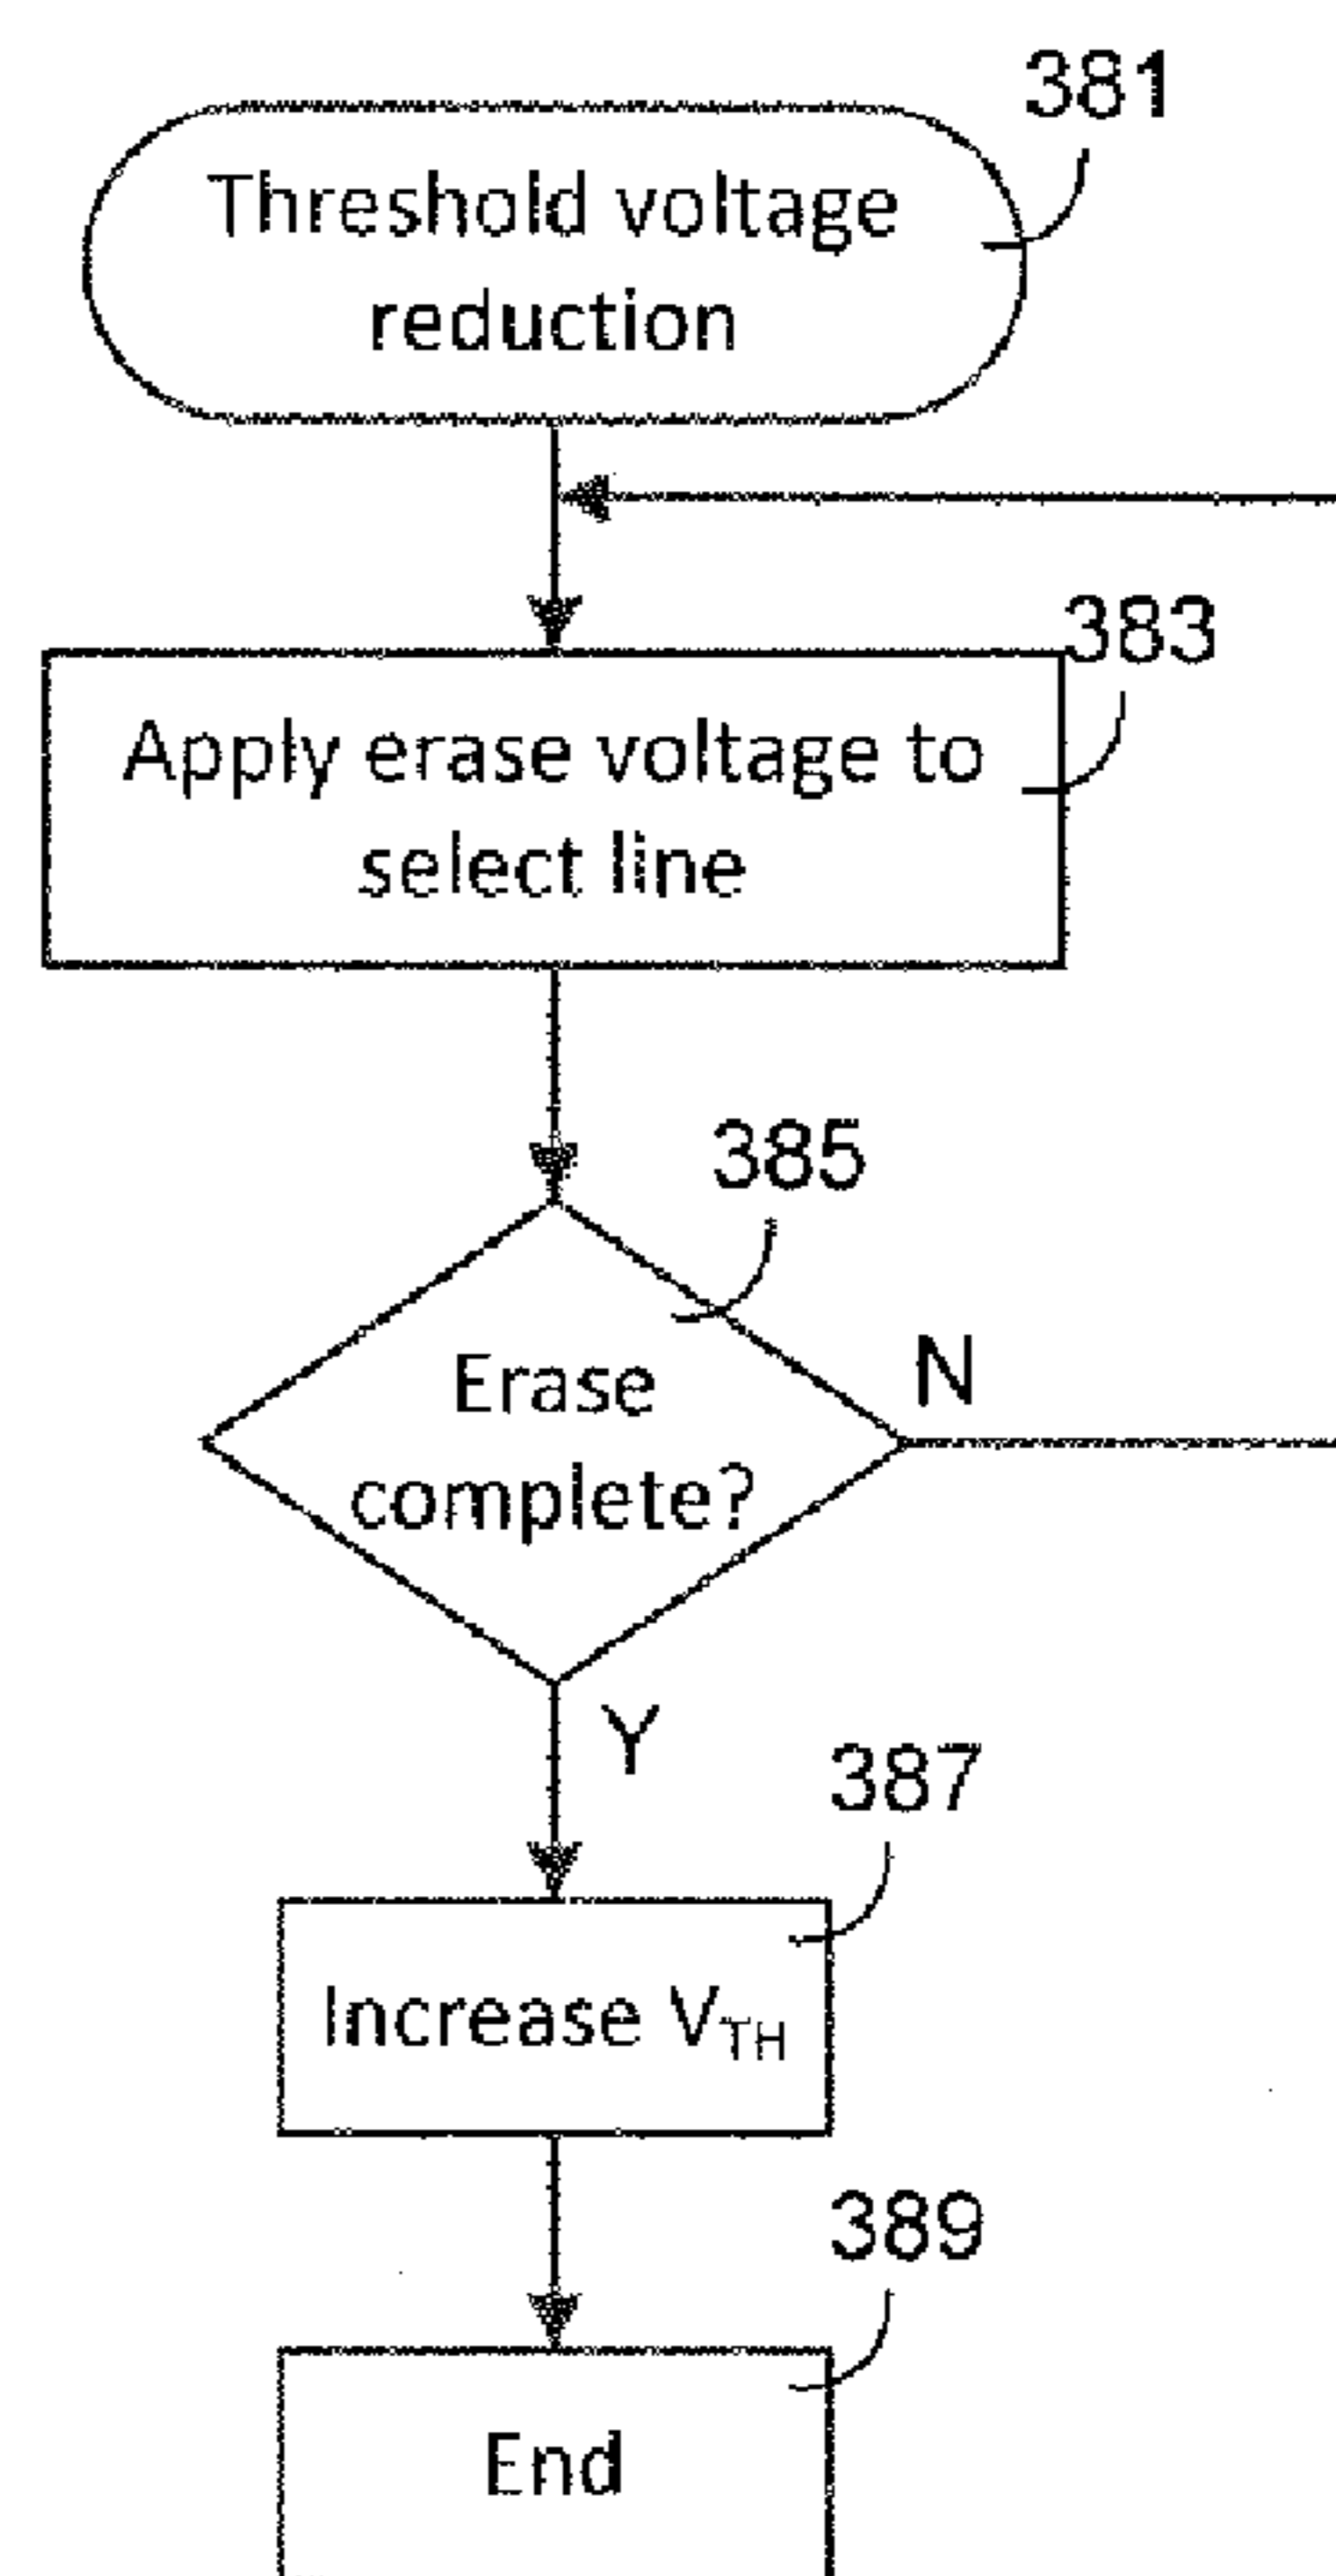 381
Threshold voltage
reduction
383
Apply erase voltage to
select line
385
Erase
complete?
N
Y
387
Increase VTH
389
End